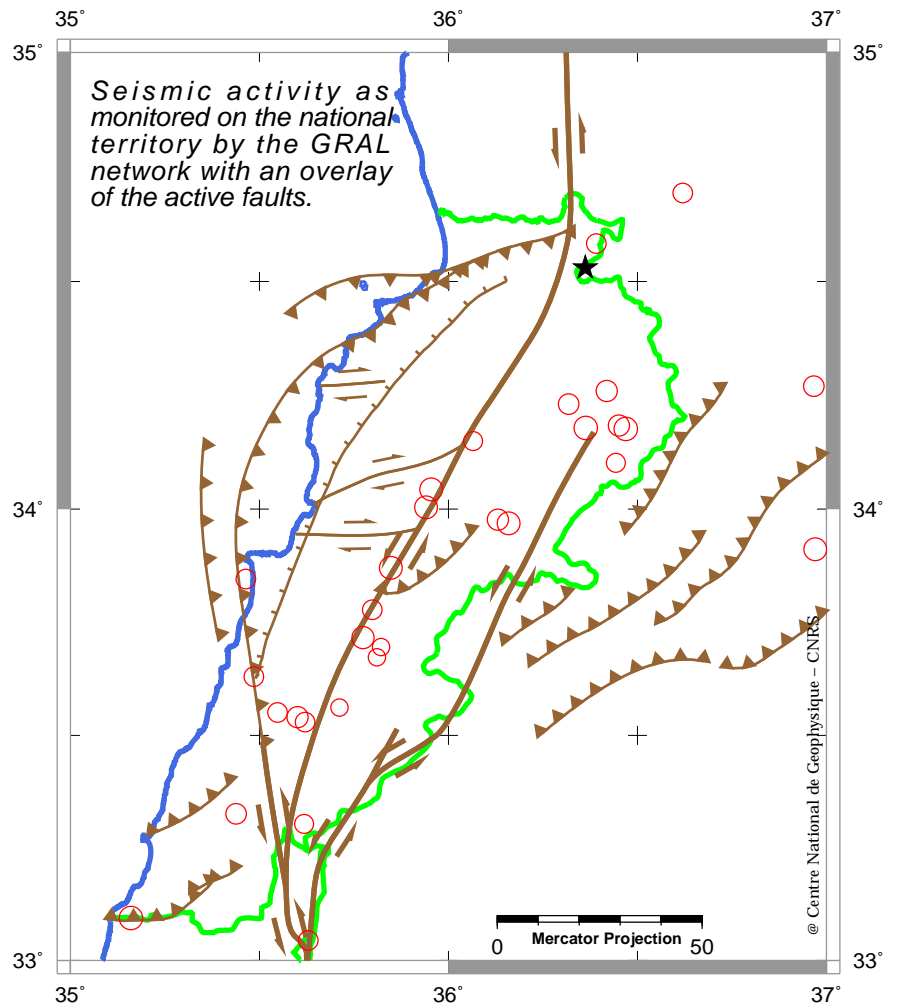 35˚ 36˚ 37˚
35˚ 35˚
Seismic activity as
monitored on the national
territory by the GRAL
network with an overlay
of the active faults.
34˚ 34˚
@ Centre National de Geophysique – CNRS
Mercator Projection
0 50
33˚ 33˚
35˚ 36˚ 37˚